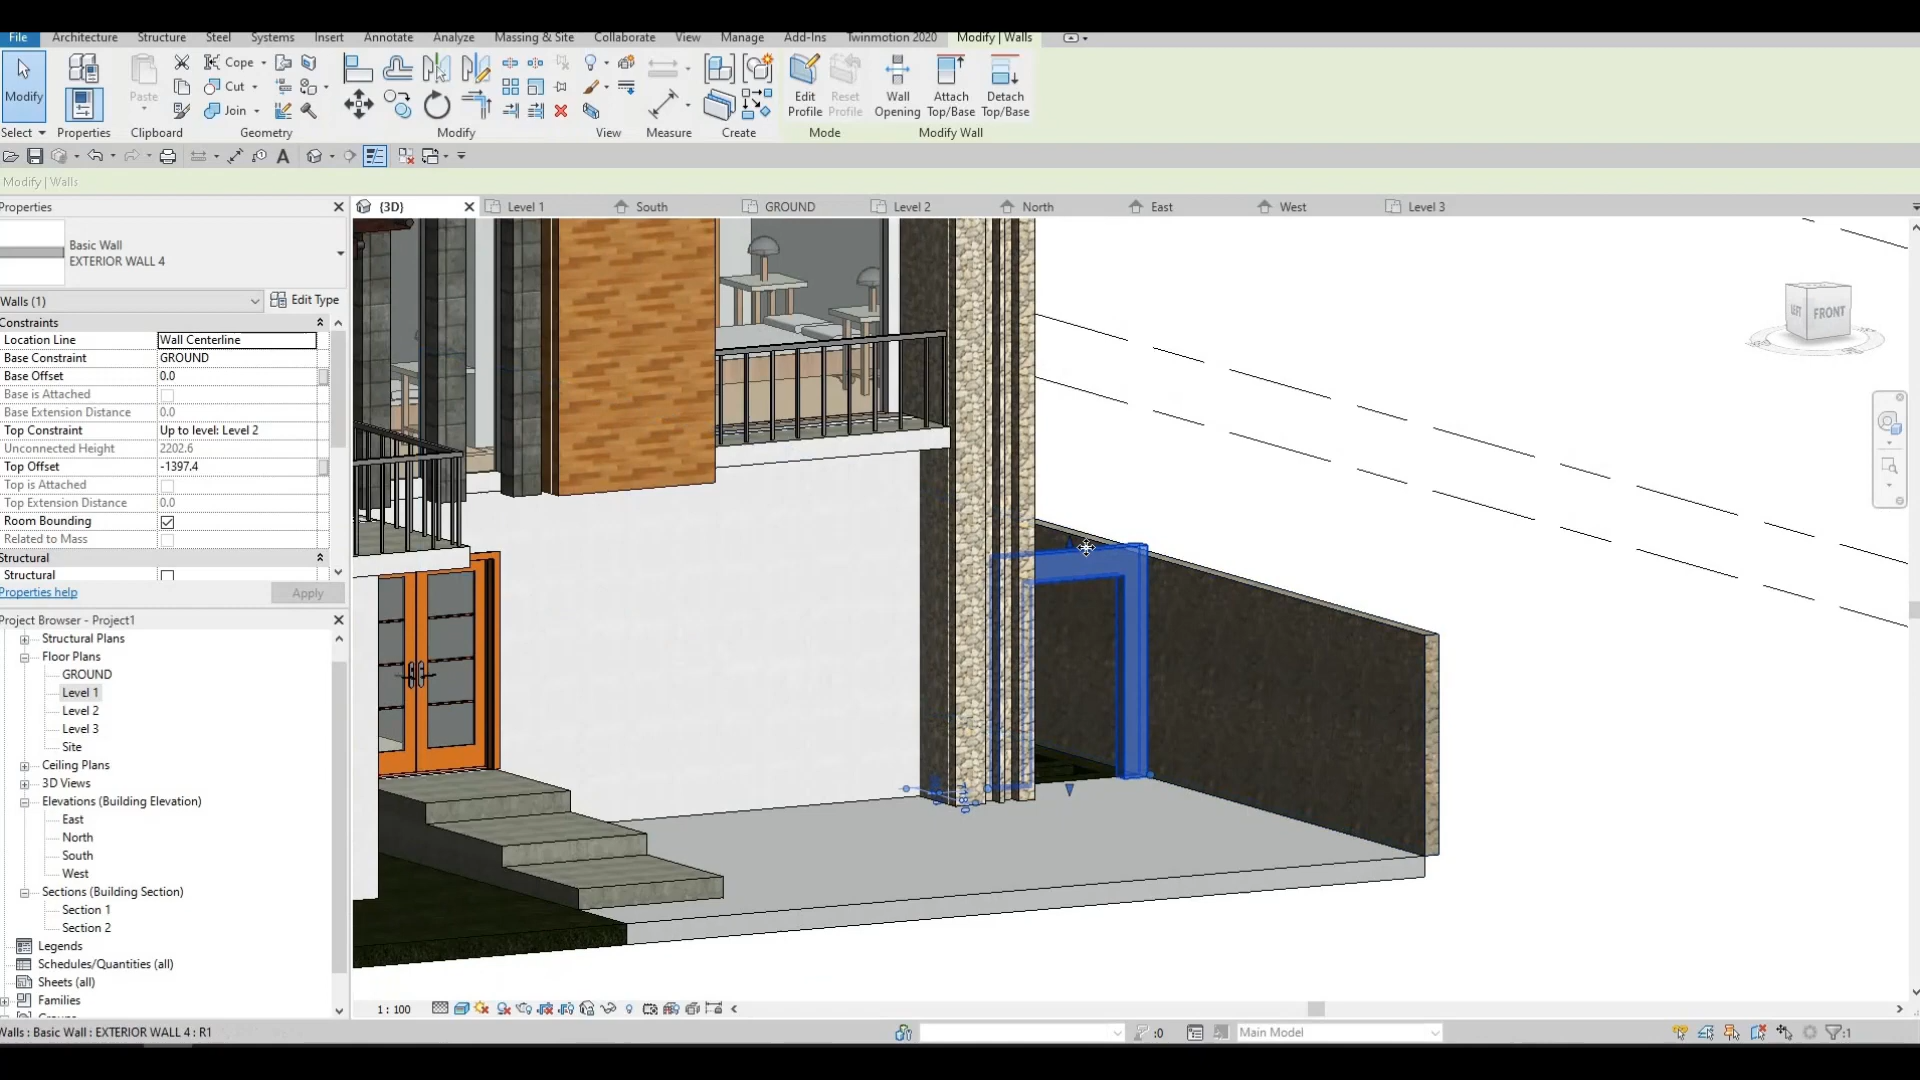 File Architecture Structure Steel Systems Insert Annotate Analyze Massing & Site Collaborate View Manage Add-Ins Twinmotion 2020 Modify | Walls
Modify Paste Cope Cut Join Edit Profile Reset Profile Wall Opening Attach Top/Base Detach Top/Base
Select Properties Clipboard Geometry Modify View Measure Create Mode Modify Wall
Modify | Walls
Properties {3D} Level 1 South GROUND Level 2 North East West Level 3
Basic Wall
EXTERIOR WALL 4
Walls (1) Edit Type
Constraints
Location Line Wall Centerline
Base Constraint GROUND
Base Offset 0.0
Base is Attached
Base Extension Distance 0.0
Top Constraint Up to level: Level 2
Unconnected Height 2202.6
Top Offset -1397.4
Top is Attached
Top Extension Distance 0.0
Room Bounding
Related to Mass
Structural
Structural
Properties help Apply
Project Browser - Project1
Structural Plans
Floor Plans
GROUND
Level 1
Level 2
Level 3
Site
Ceiling Plans
3D Views
Elevations (Building Elevation)
East
North
South
West
Sections (Building Section)
Section 1
Section 2
Legends
Schedules/Quantities (all)
Sheets (all)
Families
LEFT FRONT
1 : 100
Walls : Basic Wall : EXTERIOR WALL 4 : R1 :0 Main Model :1